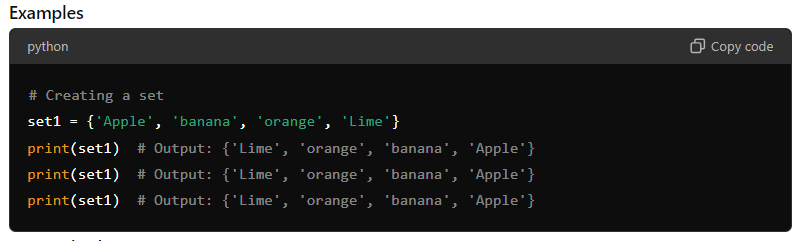 Examples
python Copy code
# Creating a set
set1 = {'Apple', 'banana', 'orange', 'Lime'}
print(set1)  # Output: {'Lime', 'orange', 'banana', 'Apple'}
print(set1)  # Output: {'Lime', 'orange', 'banana', 'Apple'}
print(set1)  # Output: {'Lime', 'orange', 'banana', 'Apple'}